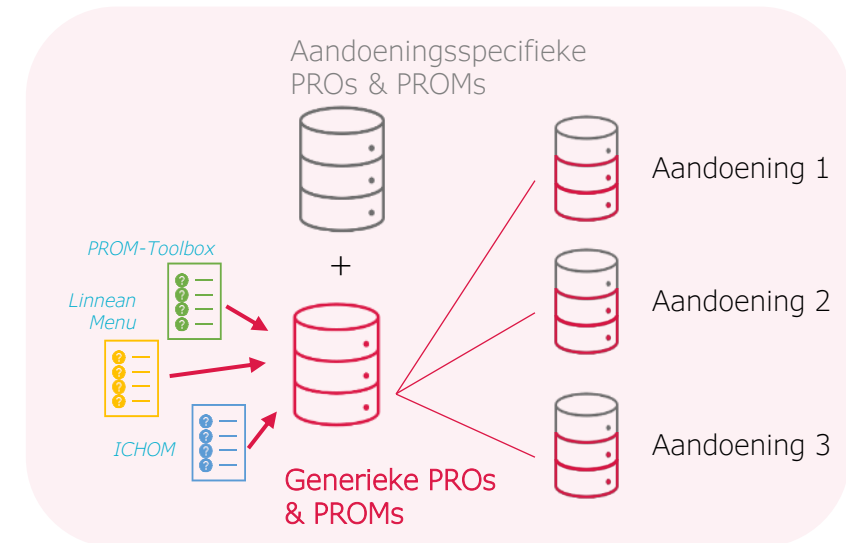 Aandoeningsspecifieke
PROs & PROMs
Aandoening 1
PROM-Toolbox
+
Linnean
Menu
Aandoening 2
ICHOM
Aandoening 3
Generieke PROs
& PROMs